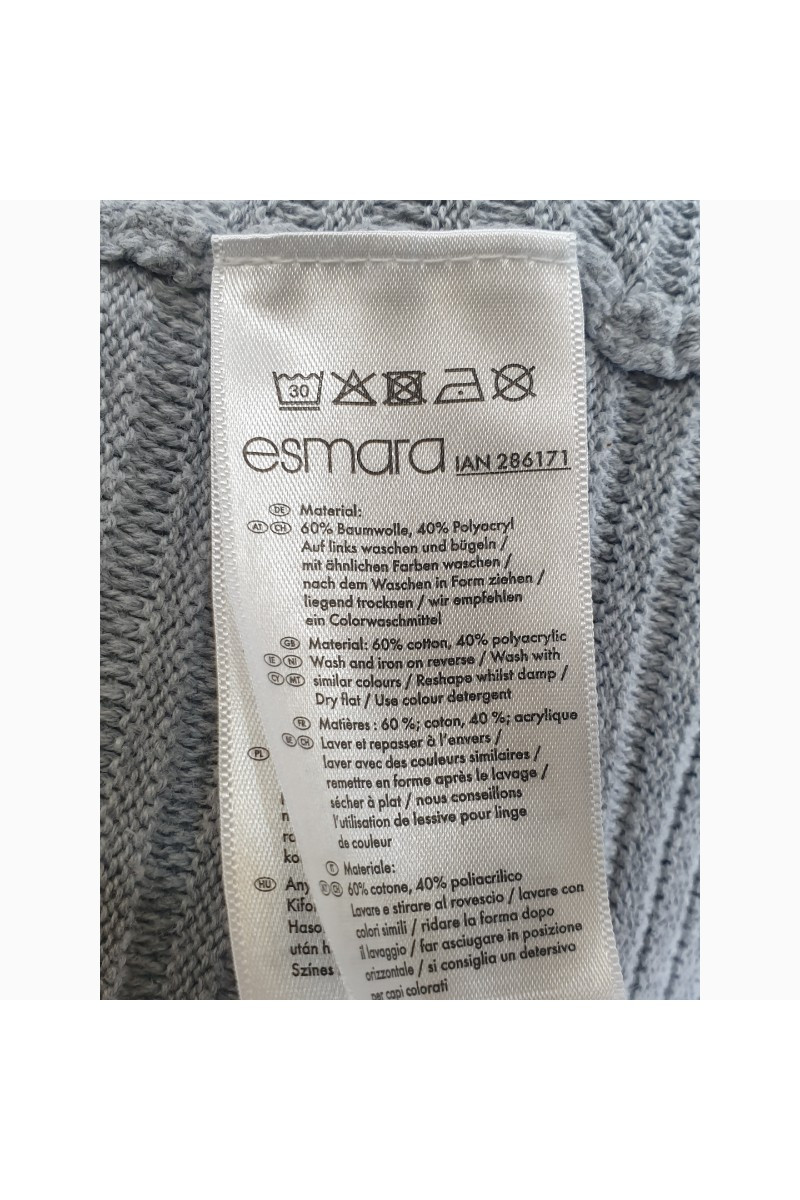 30
esmara IAN 286171
DE Material:
AT CH 60% Baumwolle, 40% Polyacryl
Auf links waschen und bügeln /
mit ähnlichen Farben waschen /
nach dem Waschen in Form ziehen /
liegend trocknen / wir empfehlen
ein Colorwaschmittel
GB Material: 60% cotton, 40% polyacrylic
IE NI Wash and iron on reverse / Wash with
CY MT similar colours / Reshape whilst damp /
Dry flat / Use colour detergent
FR Matières : 60 %; coton, 40 %; acrylique
BE CH Laver et repasser à l'envers /
laver avec des couleurs similaires /
remettre en forme après le lavage /
sécher à plat / nous conseillons
l'utilisation de lessive pour linge
de couleur
Materiale:
60% cotone, 40% poliacrilico
Lavare e stirare al rovescio / lavare con
colori simili / ridare la forma dopo
il lavaggio / far asciugare in posizione
orizzontale / si consiglia un detersivo
per capi colorati
PL
ko
HU Any
Kifo
Haso
után h
Színes